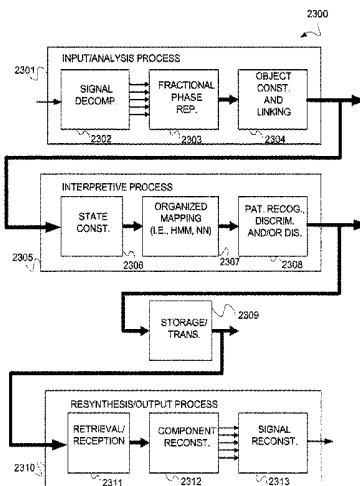 2300
INPUT/ANALYSIS PROCESS
2301
SIGNAL
DECOMP.
2302
FRACTIONAL
PHASE
REP.
2303
OBJECT
CONST.
AND
LINKING
2304
INTERPRETIVE PROCESS
STATE
CONST.
2306
ORGANIZED
MAPPING
(I.E., HMM, NN)
2307
PAT. RECOG.,
DISCRIM.
AND/OR DIS.
2308
2305
2309
STORAGE/
TRANS.
RESYNTHESIS/OUTPUT PROCESS
RETRIEVAL/
RECEPTION
2311
COMPONENT
RECONST.
2312
SIGNAL
RECONST.
2313
2310